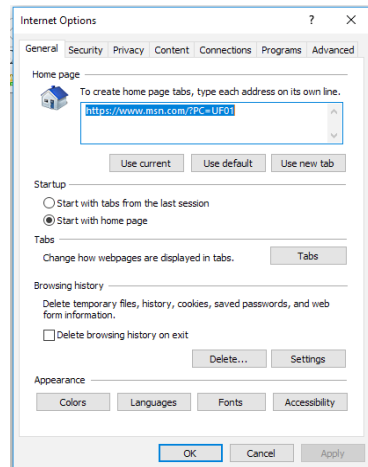 Internet Options ? ×
General Security Privacy Content Connections Programs Advanced
Home page
To create home page tabs, type each address on its own line.
https://www.msn.com/?PC=UF01
Use current Use default Use new tab
Startup
Start with tabs from the last session
Start with home page
Tabs
Change how webpages are displayed in tabs. Tabs
Browsing history
Delete temporary files, history, cookies, saved passwords, and web
form information.
Delete browsing history on exit
Delete... Settings
Appearance
Colors Languages Fonts Accessibility
OK Cancel Apply